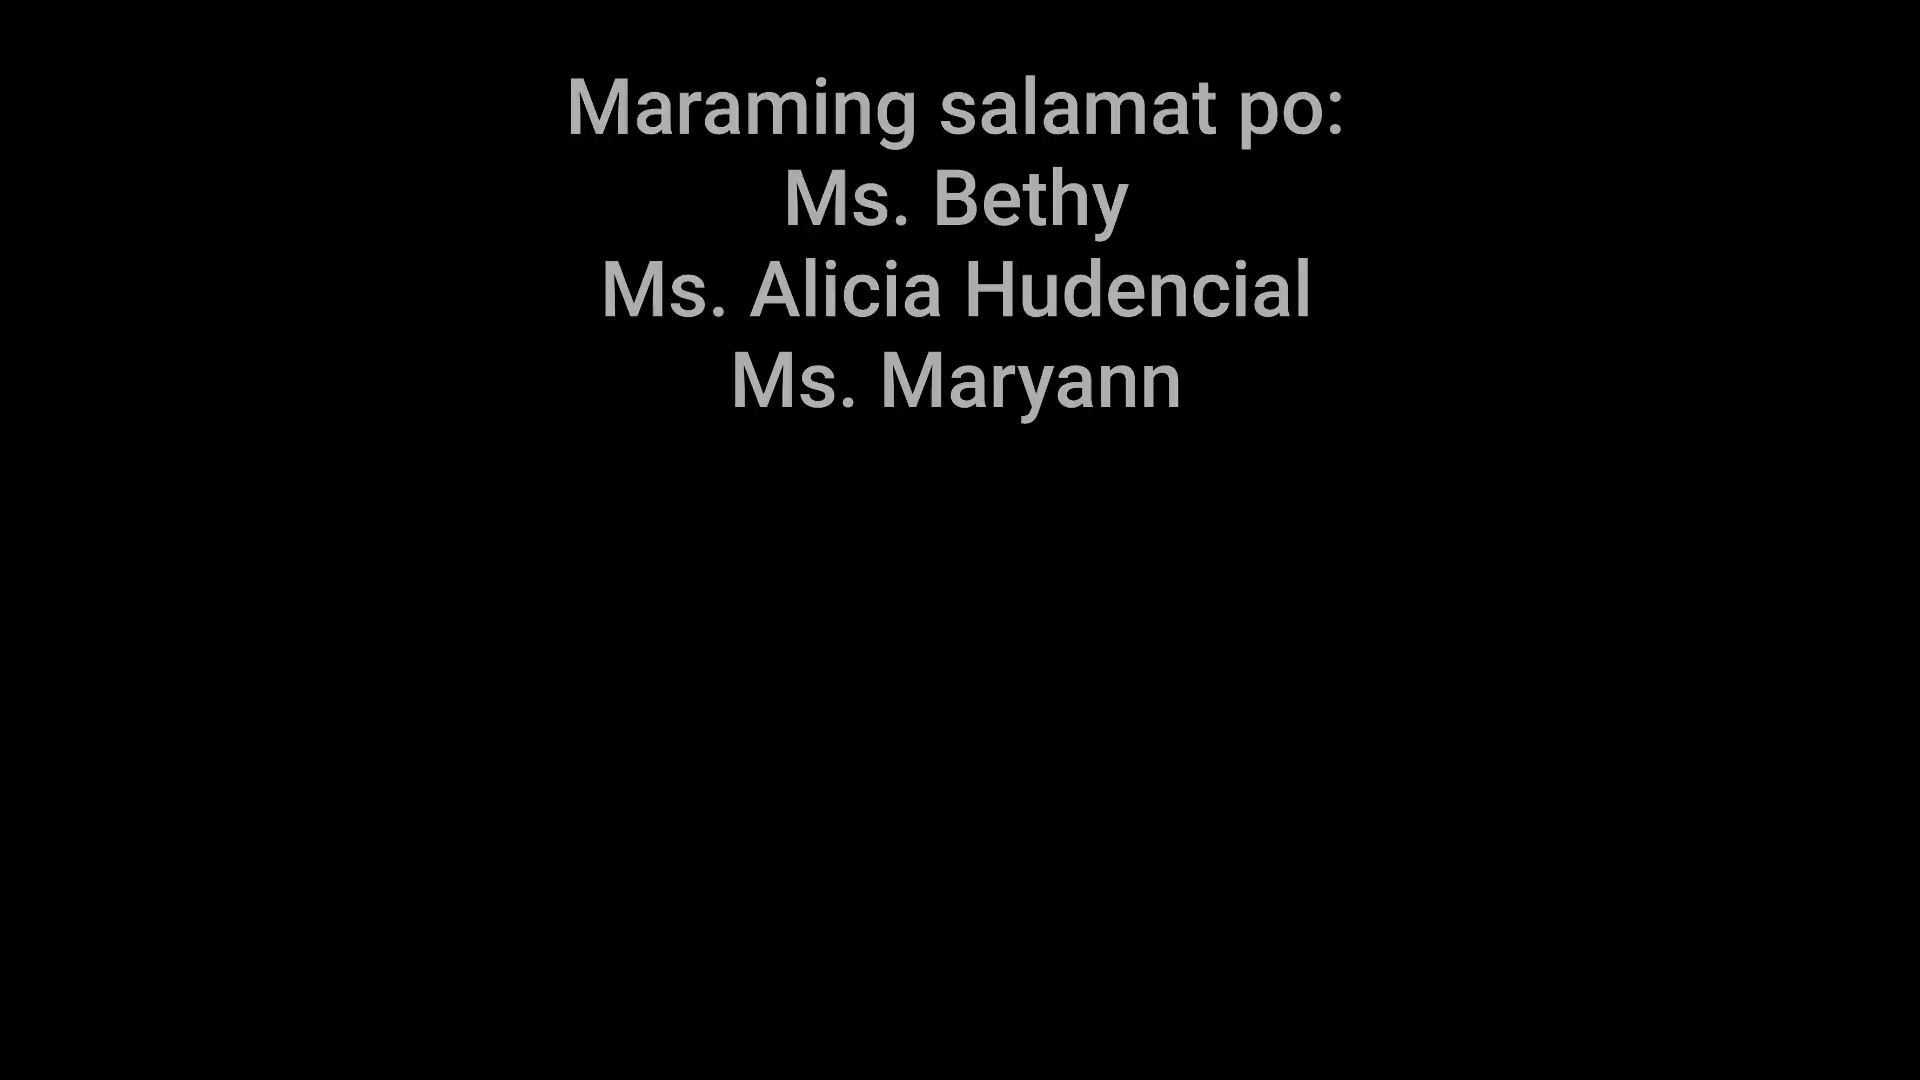 Maraming salamat po:
Ms. Bethy
Ms. Alicia Hudencial
Ms. Maryann